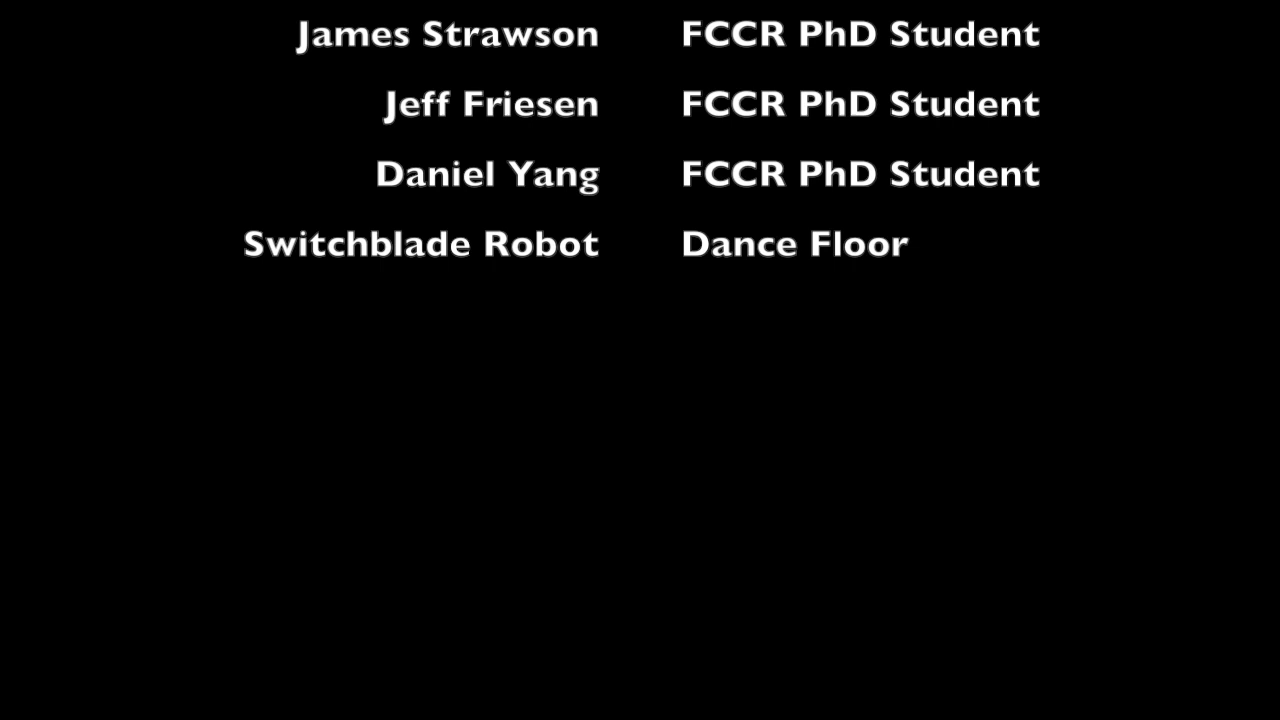 James Strawson FCCR PhD Student
Jeff Friesen FCCR PhD Student
Daniel Yang FCCR PhD Student
Switchblade Robot Dance Floor